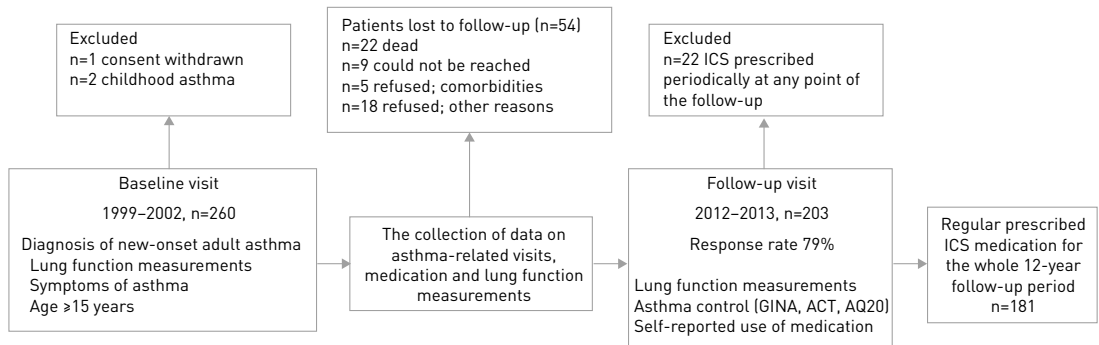 Excluded
n=1 consent withdrawn
n=2 childhood asthma
Patients lost to follow-up (n=54)
n=22 dead
n=9 could not be reached
n=5 refused; comorbidities
n=18 refused; other reasons
Excluded
n=22 ICS prescribed
periodically at any point of
the follow-up
Baseline visit
1999–2002, n=260
Diagnosis of new-onset adult asthma
Lung function measurements
Symptoms of asthma
Age ⩾15 years
The collection of data on
asthma-related visits,
medication and lung function
measurements
Follow-up visit
2012–2013, n=203
Response rate 79%
Lung function measurements
Asthma control (GINA, ACT, AQ20)
Self-reported use of medication
Regular prescribed
ICS medication for
the whole 12-year
follow-up period
n=181